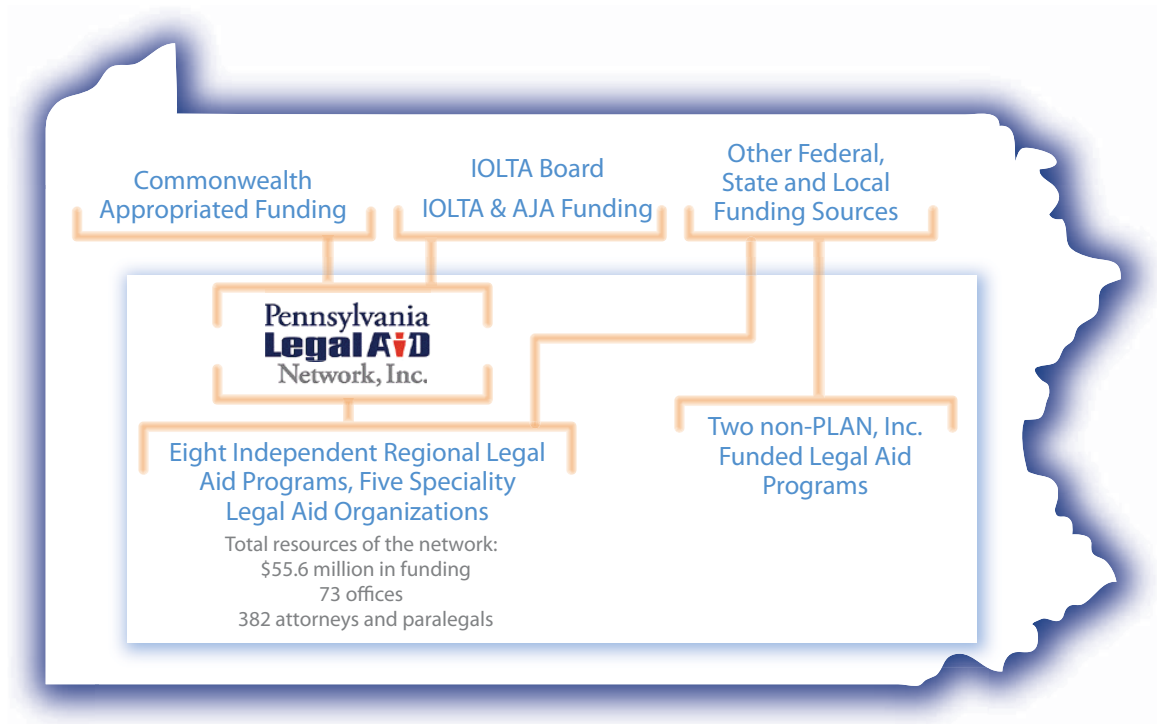 Commonwealth
Appropriated Funding
IOLTA Board
IOLTA & AJA Funding
Other Federal,
State and Local
Funding Sources
Pennsylvania
Legal AiD
Network, Inc.
Eight Independent Regional Legal
Aid Programs, Five Speciality
Legal Aid Organizations
Total resources of the network:
$55.6 million in funding
73 offices
382 attorneys and paralegals
Two non-PLAN, Inc.
Funded Legal Aid
Programs